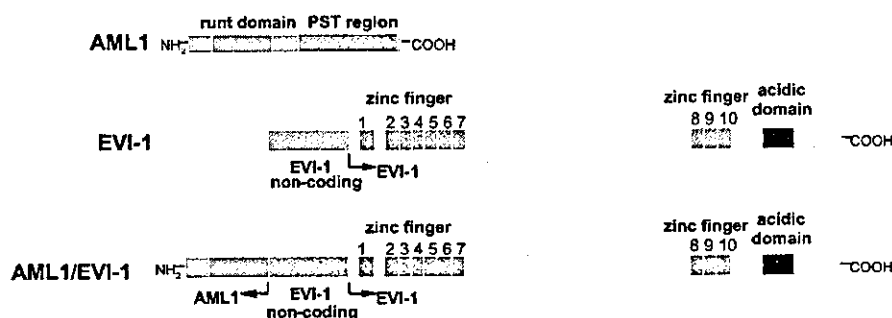 runt domain PST region
AML1 NH2 COOH
zinc finger zinc finger acidic domain
1 2 3 4 5 6 7 8 9 10
EVI-1 COOH
EVI-1 non-coding EVI-1
zinc finger zinc finger acidic domain
1 2 3 4 5 6 7 8 9 10
AML1/EVI-1 NH2 COOH
AML1 EVI-1 non-coding EVI-1